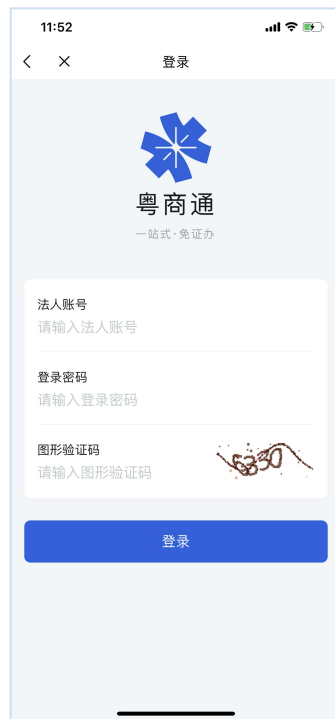 11:52
登录
粤商通
一站式·免证办
法人账号
请输入法人账号
登录密码
请输入登录密码
图形验证码
请输入图形验证码
登录